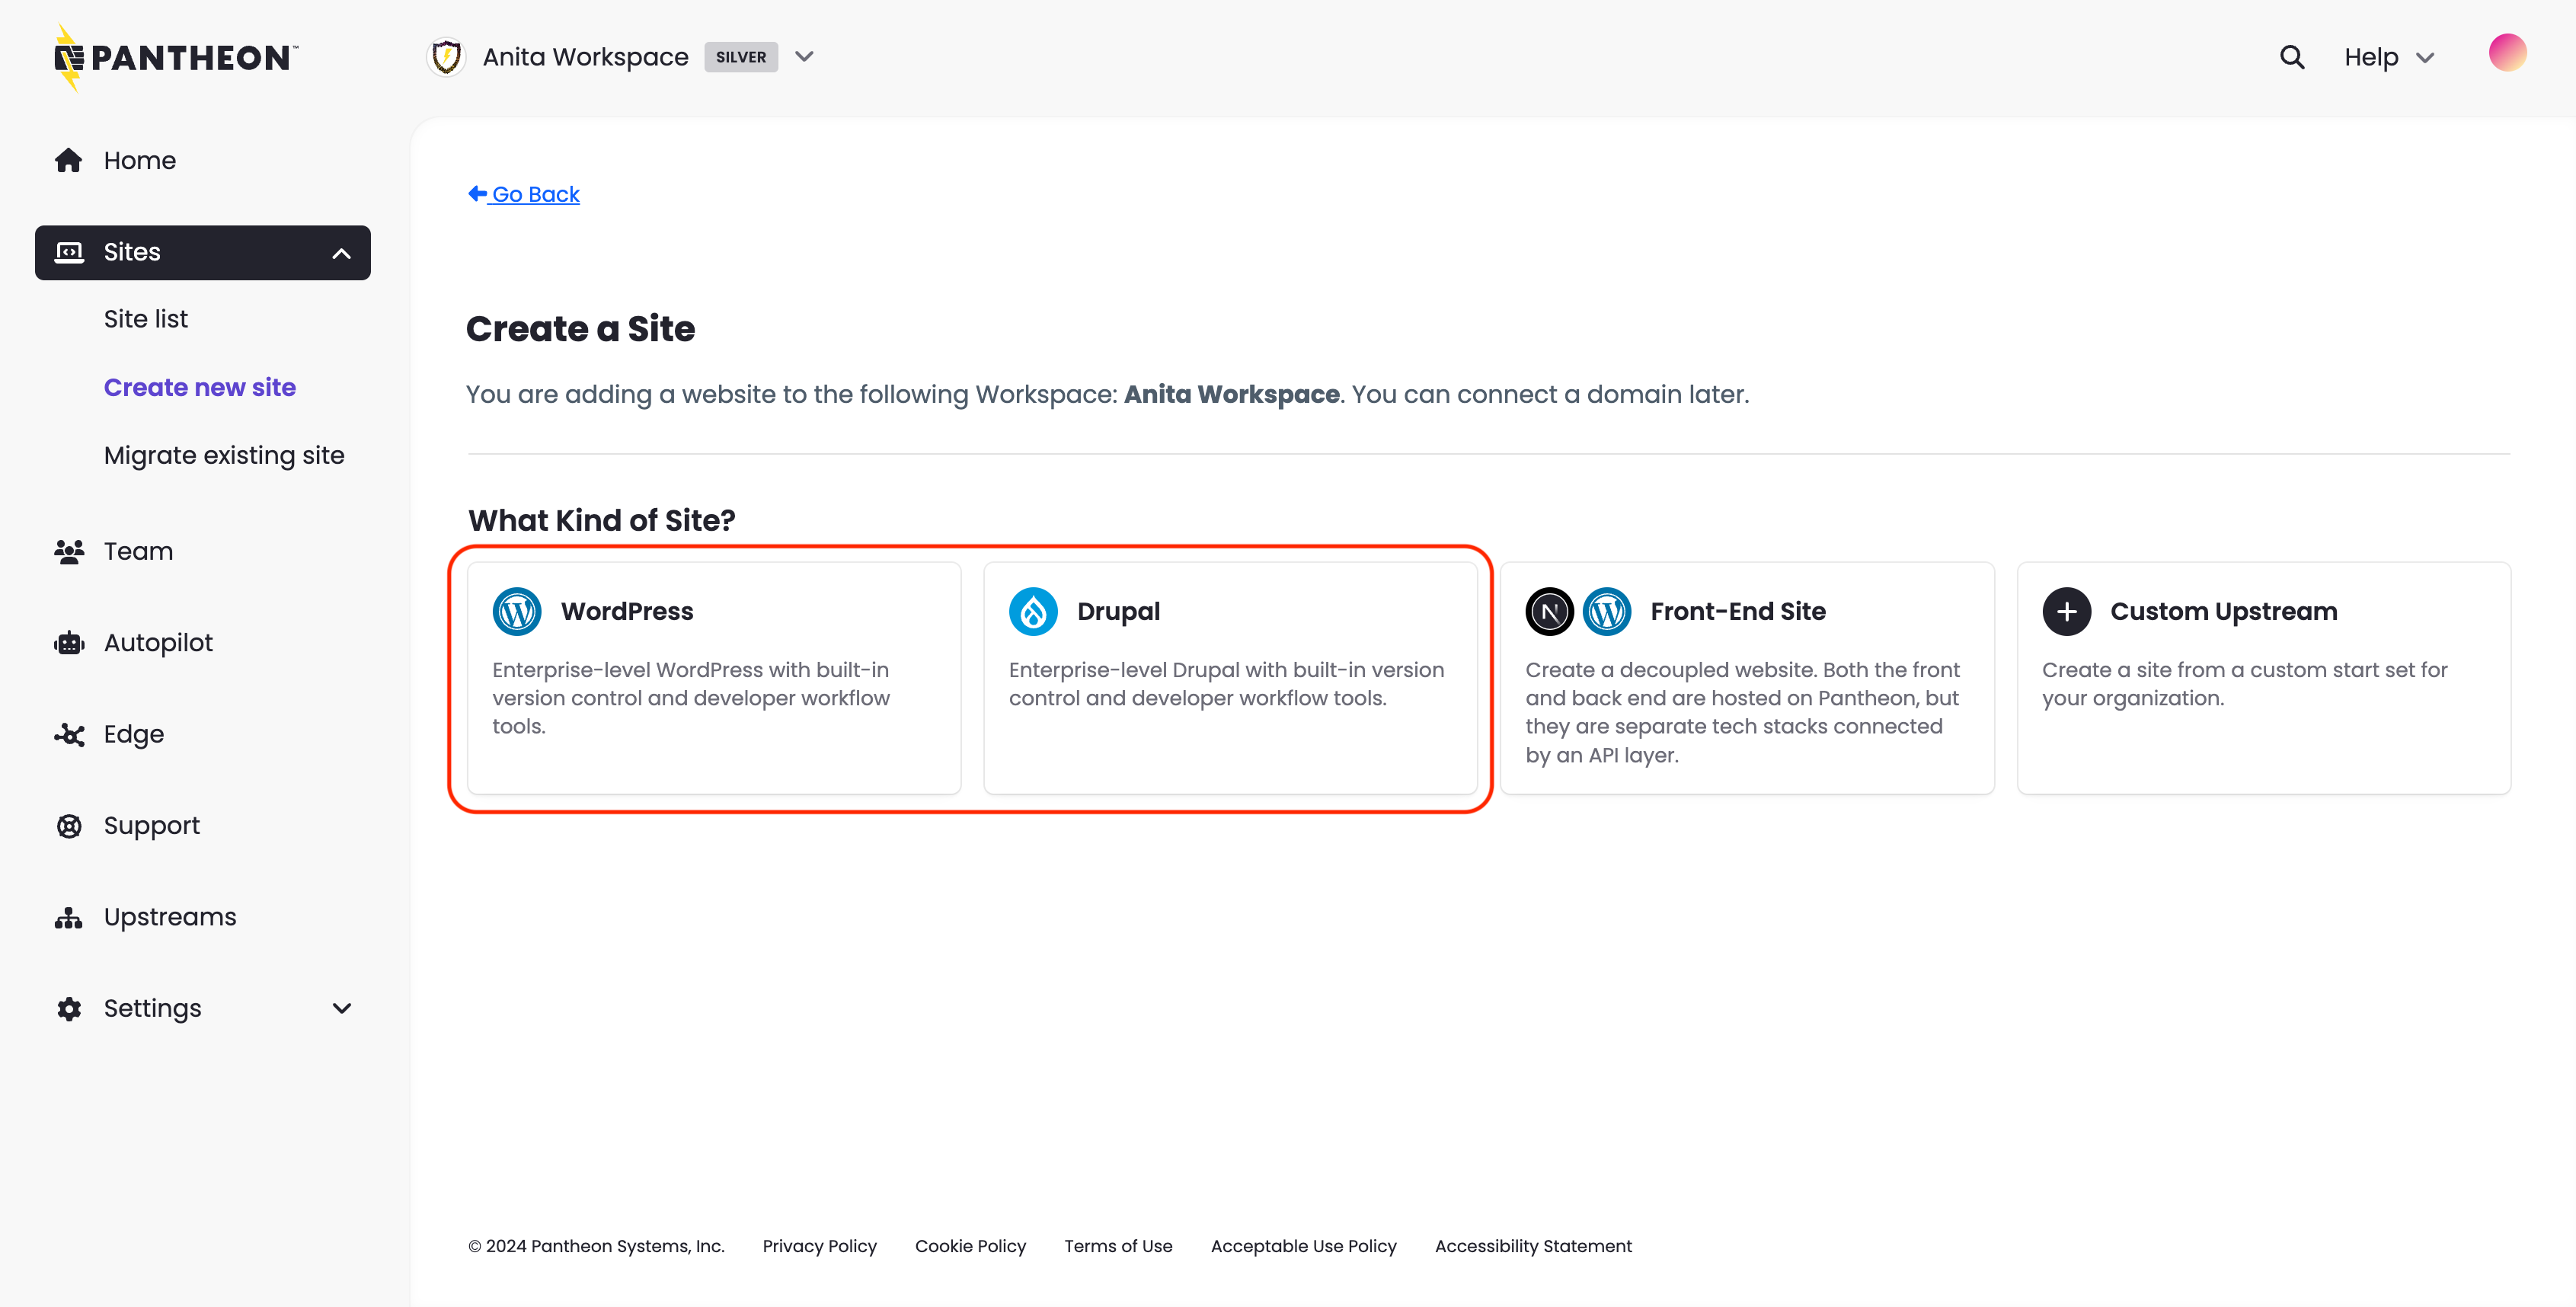 PANTHEON™
Anita Workspace SILVER
Help
Home
Sites
Site list
Create new site
Migrate existing site
Team
Autopilot
Edge
Support
Upstreams
Settings
Go Back
Create a Site
You are adding a website to the following Workspace: Anita Workspace. You can connect a domain later.
What Kind of Site?
WordPress
Enterprise-level WordPress with built-in
version control and developer workflow
tools.
Drupal
Enterprise-level Drupal with built-in version
control and developer workflow tools.
N
Front-End Site
Create a decoupled website. Both the front
and back end are hosted on Pantheon, but
they are separate tech stacks connected
by an API layer.
Custom Upstream
Create a site from a custom start set for
your organization.
© 2024 Pantheon Systems, Inc. Privacy Policy Cookie Policy Terms of Use Acceptable Use Policy Accessibility Statement